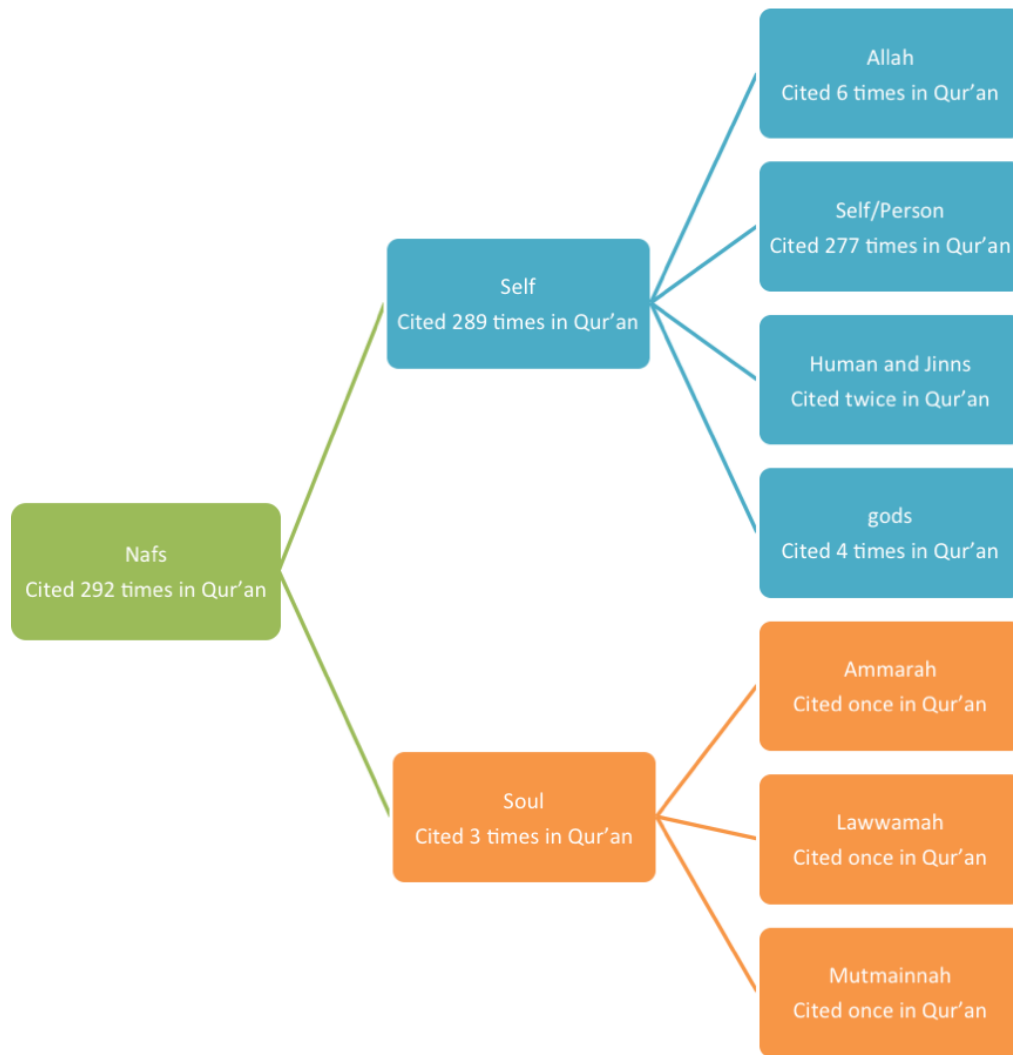 Allah
Cited 6 times in Qur’an
Self/Person
Cited 277 times in Qur’an
Self
Cited 289 times in Qur’an
Human and Jinns
Cited twice in Qur’an
gods
Cited 4 times in Qur’an
Nafs
Cited 292 times in Qur’an
Ammarah
Cited once in Qur’an
Soul
Cited 3 times in Qur’an
Lawwamah
Cited once in Qur’an
Mutmainnah
Cited once in Qur’an